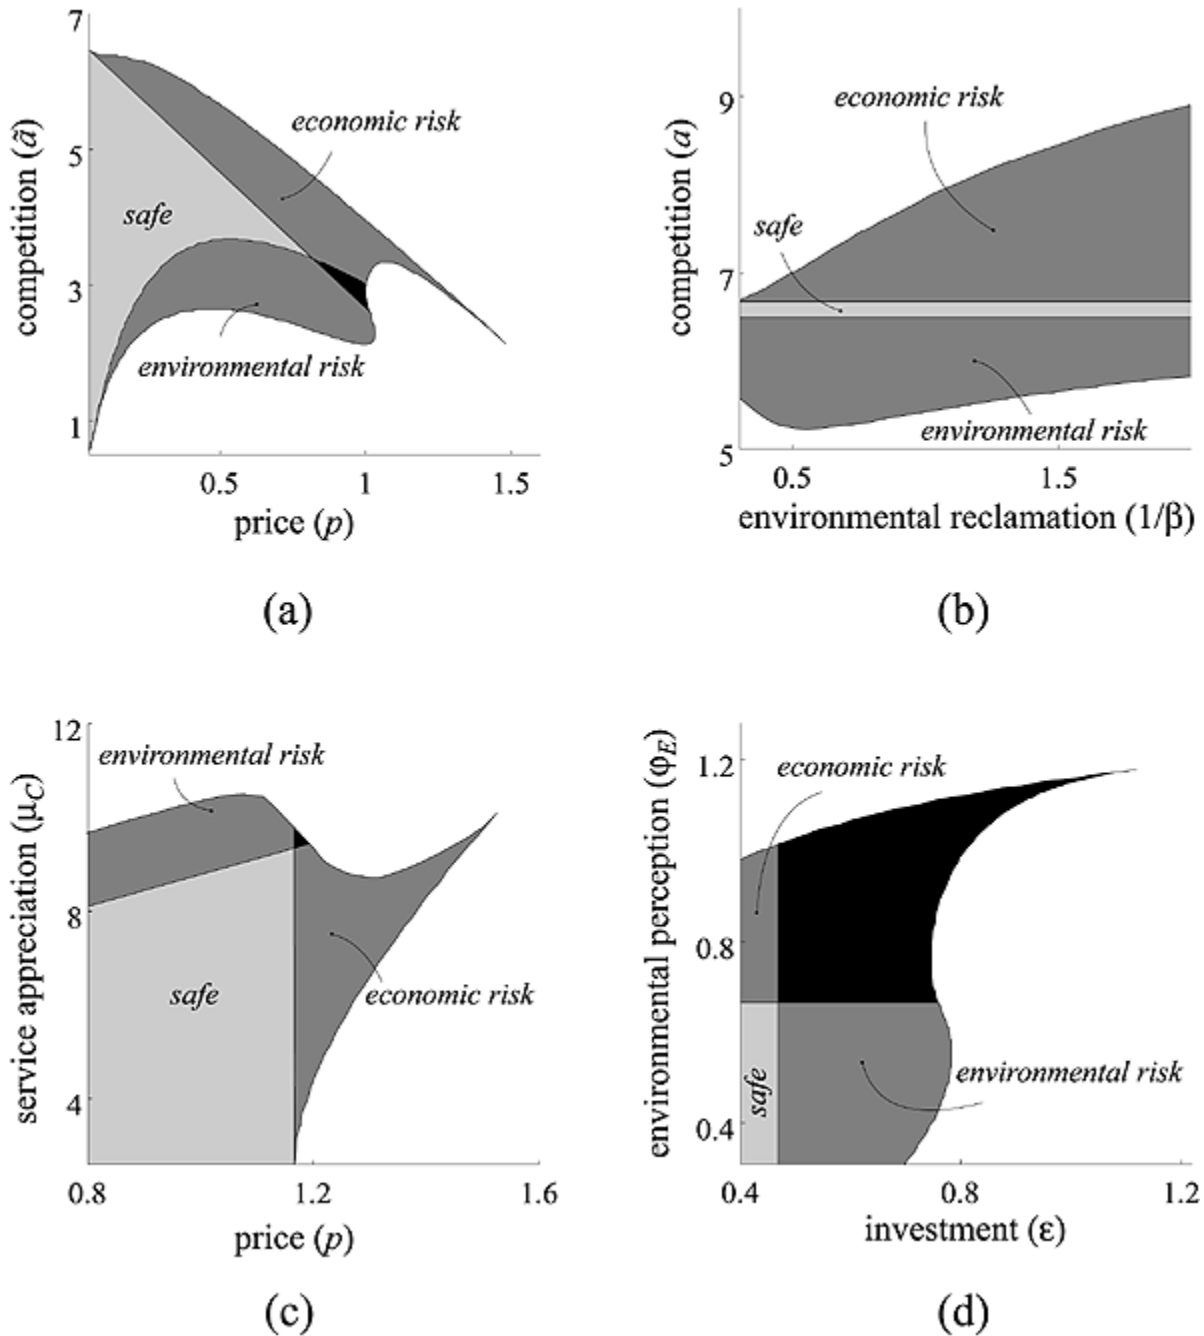 7
5
3
1
competition (ã)
economic risk
safe
environmental risk
0.5
1
1.5
price (p)
(a)
9
7
5
competition (a)
economic risk
safe
environmental risk
0.5
1.5
environmental reclamation (1/β)
(b)
12
8
4
service appreciation (μC)
environmental risk
safe
economic risk
0.8
1.2
1.6
price (p)
(c)
1.2
0.8
0.4
environmental perception (φE)
economic risk
safe
environmental risk
0.4
0.8
1.2
investment (ε)
(d)